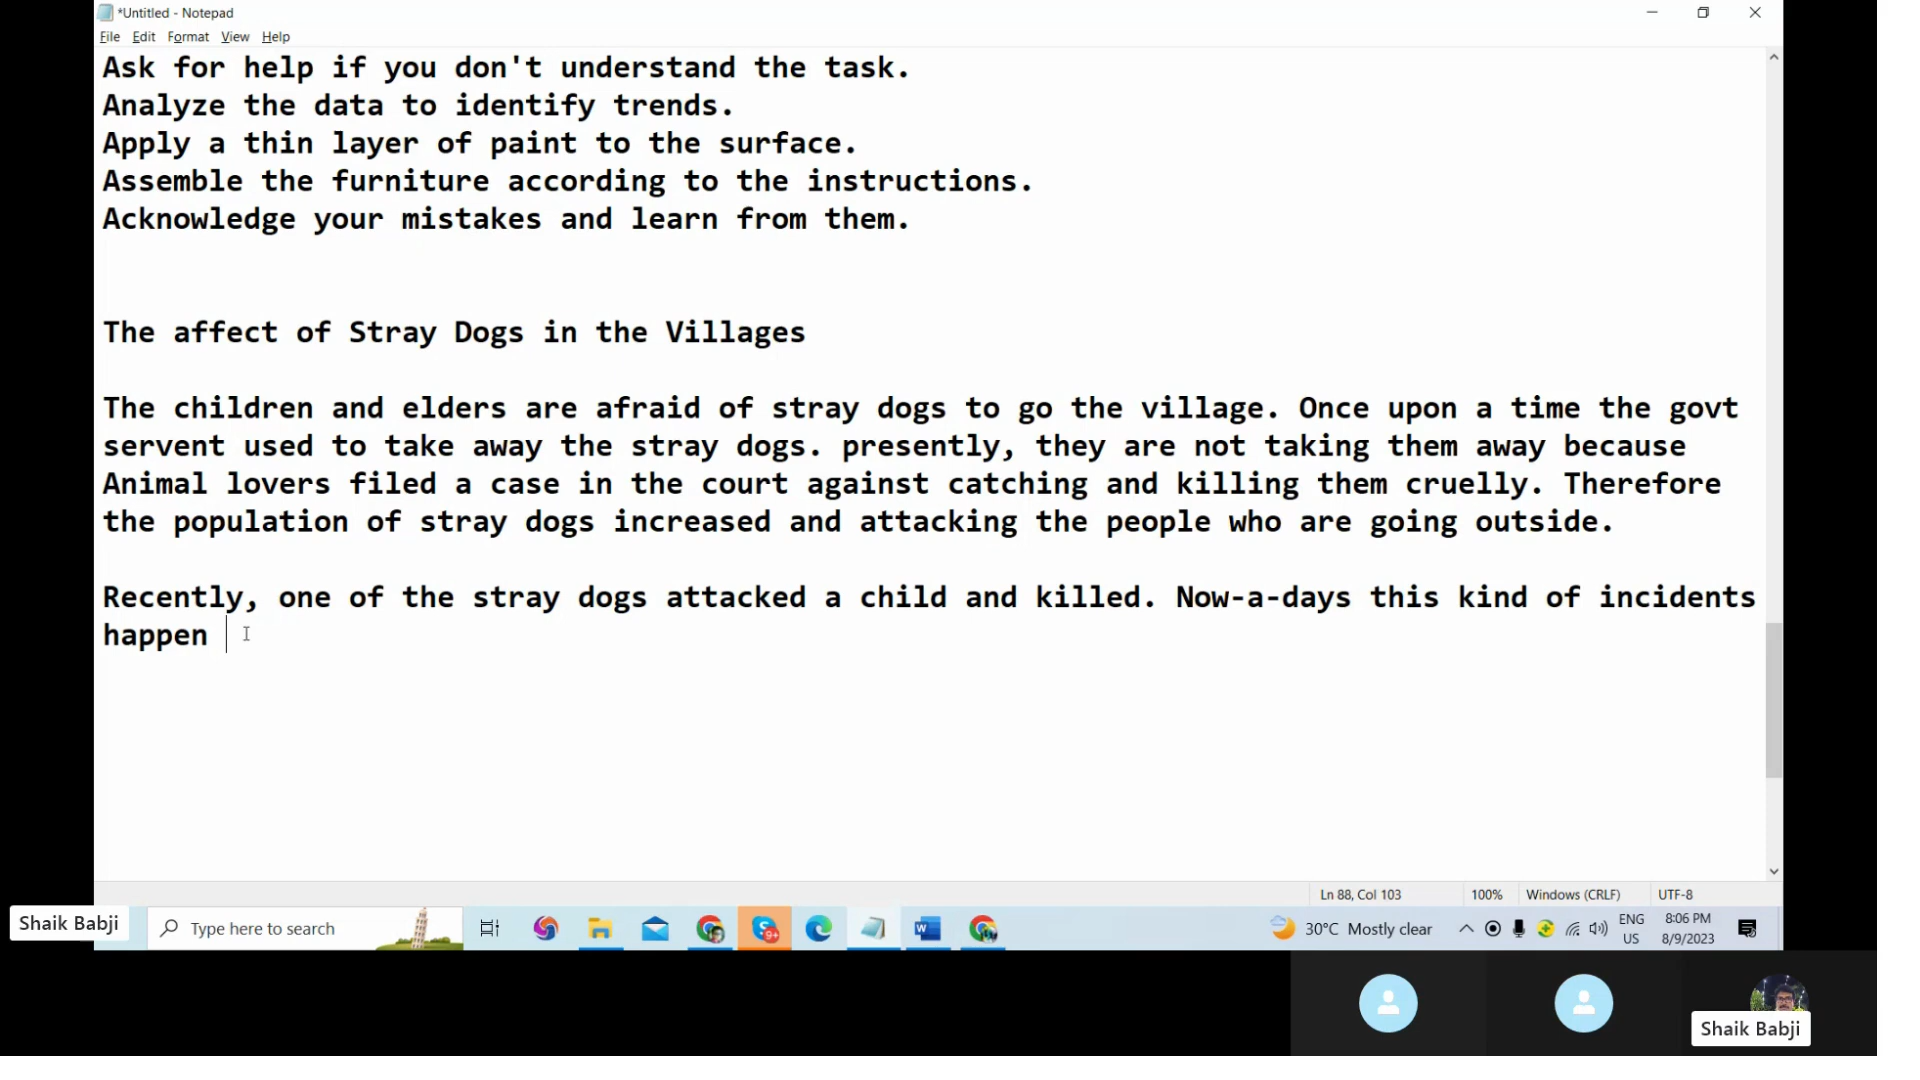 *Untitled - Notepad
File Edit Format View Help
Ask for help if you don't understand the task.
Analyze the data to identify trends.
Apply a thin layer of paint to the surface.
Assemble the furniture according to the instructions.
Acknowledge your mistakes and learn from them.
The affect of Stray Dogs in the Villages
The children and elders are afraid of stray dogs to go the village. Once upon a time the govt
servent used to take away the stray dogs. presently, they are not taking them away because
Animal lovers filed a case in the court against catching and killing them cruelly. Therefore
the population of stray dogs increased and attacking the people who are going outside.
Recently, one of the stray dogs attacked a child and killed. Now-a-days this kind of incidents
happen
Ln 88, Col 103 100% Windows (CRLF) UTF-8
Shaik Babji
Type here to search
30°C Mostly clear
ENG
US
8:06 PM
8/9/2023
Shaik Babji